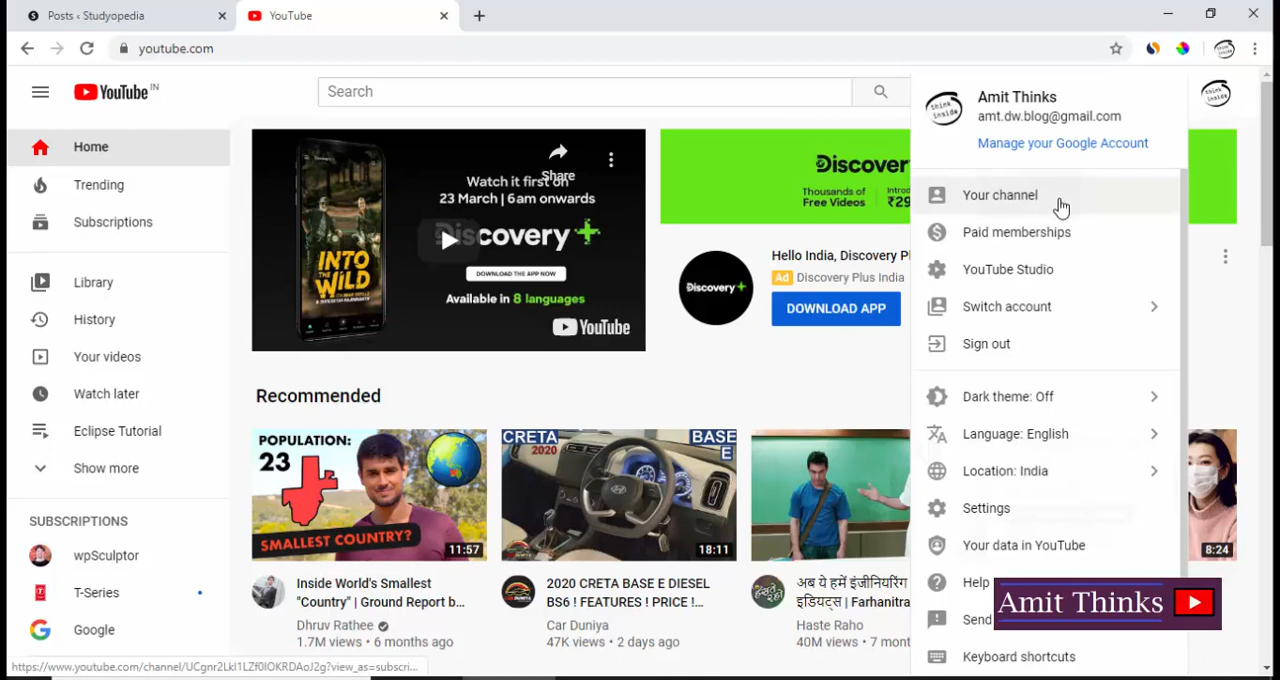 Posts ‹ Studyopedia
YouTube
youtube.com
YouTube IN
Search
think inside
Amit Thinks
amt.dw.blog@gmail.com
Manage your Google Account
think inside
Home
Trending
Subscriptions
Library
History
Your videos
Watch later
Eclipse Tutorial
Show more
SUBSCRIPTIONS
wpSculptor
T-Series
Google
Share
Watch it first on
23 March | 6am onwards
INTO
THE
WILD
Discovery+
DOWNLOAD THE APP NOW
Available in 8 languages
YouTube
Discovery
Thousands of
Free Videos
₹29
Discovery+
Hello India, Discovery P
Ad Discovery Plus India
DOWNLOAD APP
Your channel
Paid memberships
YouTube Studio
Switch account
Sign out
Dark theme: Off
Language: English
Location: India
Settings
Your data in YouTube
Help
Send
Keyboard shortcuts
Recommended
POPULATION:
23
SMALLEST COUNTRY?
11:57
Inside World's Smallest
"Country" | Ground Report b...
Dhruv Rathee
1.7M views • 6 months ago
CRETA
2020
BASE
E
18:11
2020 CRETA BASE E DIESEL
BS6 ! FEATURES ! PRICE !...
Car Duniya
47K views • 2 days ago
अब ये हमें इंजीनियरिंग
इडियट्स | Farhanitra
Haste Raho
40M views • 7 mont
8:24
Amit Thinks
https://www.youtube.com/channel/UCgnr2LkI1LZf0IOKRDAoJ2g?view_as=subscri...